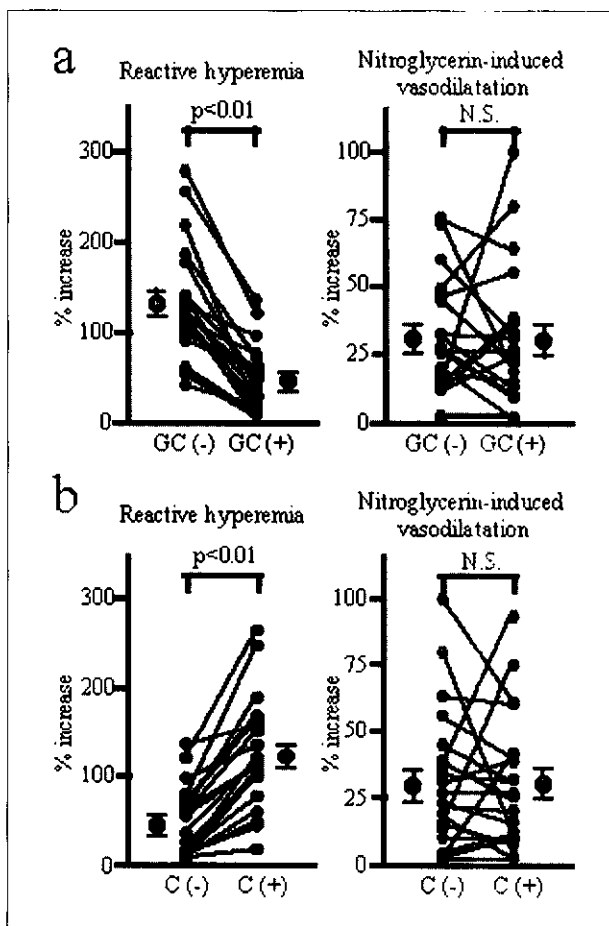 a
Reactive hyperemia
p<0.01
% increase
300
200
100
0
GC (-) GC (+)
Nitroglycerin-induced
vasodilatation
N.S.
% increase
100
75
50
25
0
GC (-) GC (+)
b
Reactive hyperemia
p<0.01
% increase
300
200
100
0
C (-) C (+)
Nitroglycerin-induced
vasodilatation
N.S.
% increase
100
75
50
25
0
C (-) C (+)